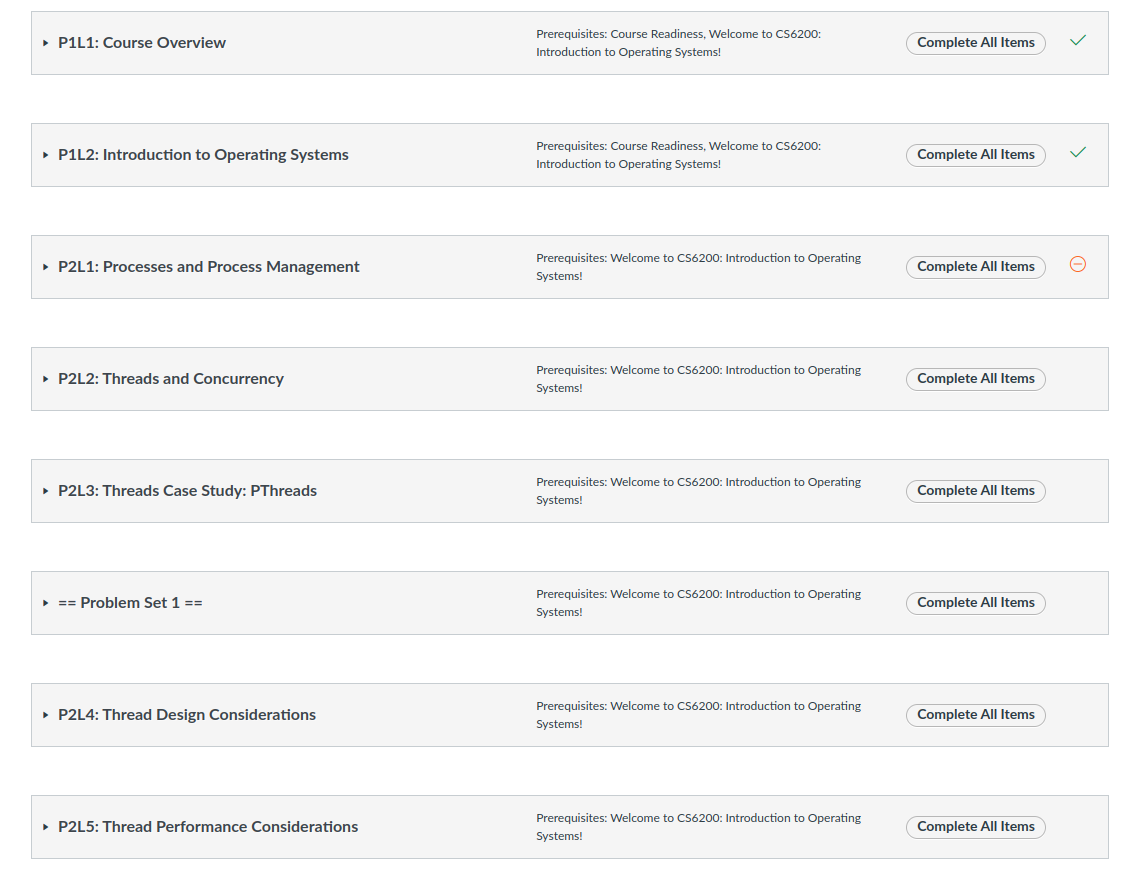 P1L1: Course Overview
Prerequisites: Course Readiness, Welcome to CS6200:
Introduction to Operating Systems!
Complete All Items
P1L2: Introduction to Operating Systems
Prerequisites: Course Readiness, Welcome to CS6200:
Introduction to Operating Systems!
Complete All Items
P2L1: Processes and Process Management
Prerequisites: Welcome to CS6200: Introduction to Operating
Systems!
Complete All Items
P2L2: Threads and Concurrency
Prerequisites: Welcome to CS6200: Introduction to Operating
Systems!
Complete All Items
P2L3: Threads Case Study: PThreads
Prerequisites: Welcome to CS6200: Introduction to Operating
Systems!
Complete All Items
== Problem Set 1 ==
Prerequisites: Welcome to CS6200: Introduction to Operating
Systems!
Complete All Items
P2L4: Thread Design Considerations
Prerequisites: Welcome to CS6200: Introduction to Operating
Systems!
Complete All Items
P2L5: Thread Performance Considerations
Prerequisites: Welcome to CS6200: Introduction to Operating
Systems!
Complete All Items